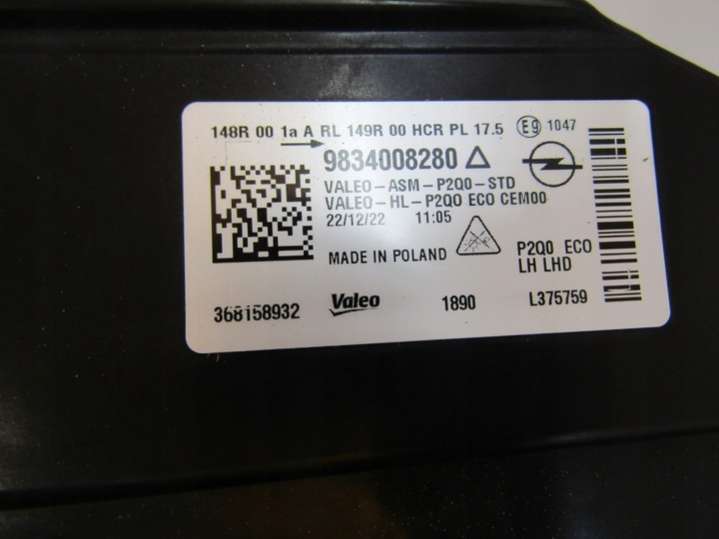 148R 00 1a A RL 149R 00 HCR PL 17.5 E9 1047
9834008280
VALEO-ASM-P2Q0-STD
VALEO-HL-P2Q0 ECO CEM00
22/12/22 11:05
MADE IN POLAND
P2Q0 ECO
LH LHD
368158932 Valeo 1890 L375759